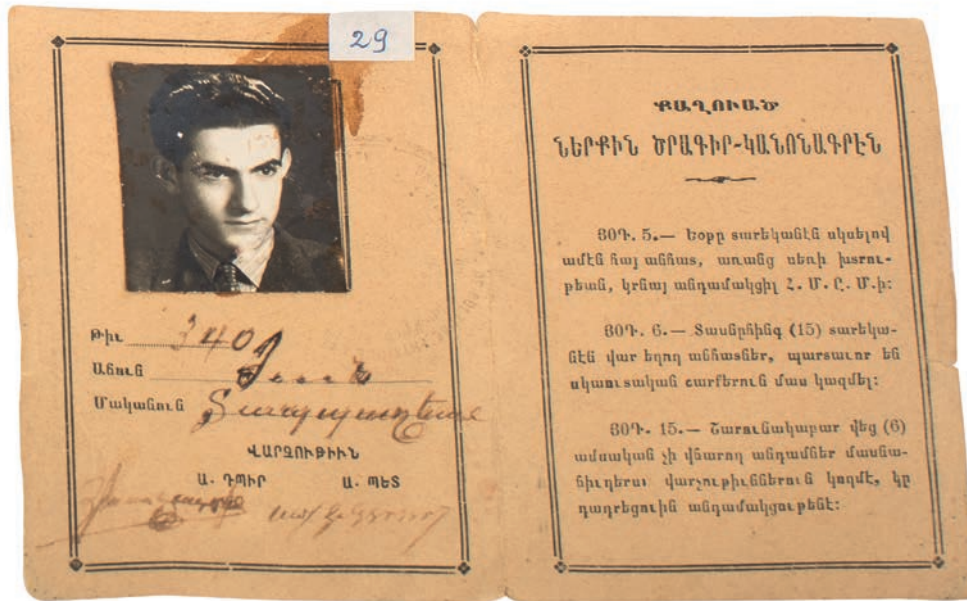 29
Թիւ 3401
Անուն
Մականուն
ՎԱՐՉՈՒԹԻՒՆ
Ա. ԴՊԻՐ Ա. ՊԵՏ
ՔԱՂՈՒԱԾ
ՆԵՐՔԻՆ ԾՐԱԳԻՐ-ԿԱՆՈՆԱԳՐԷՆ
ՅՕԴ. 5.— Եօթը տարեկանէն սկսելով
ամէն հայ անհատ, առանց սեռի խտրու-
թեան, կրնայ անդամակցիլ Հ. Մ. Ը. Մ.ի:
ՅՕԴ. 6.— Տասնըհինգ (15) տարեկա-
նէն վար եղող անհատներ, պարտաւոր են
սկաուտական շարքերուն մաս կազմել:
ՅՕԴ. 15.— Շարունակաբար վեց (6)
ամսական չի վճարող անդամներ մասնա-
ճիւղերու վարչութիւններուն կողմէ, կը
դադրեցուին անդամակցութենէ: